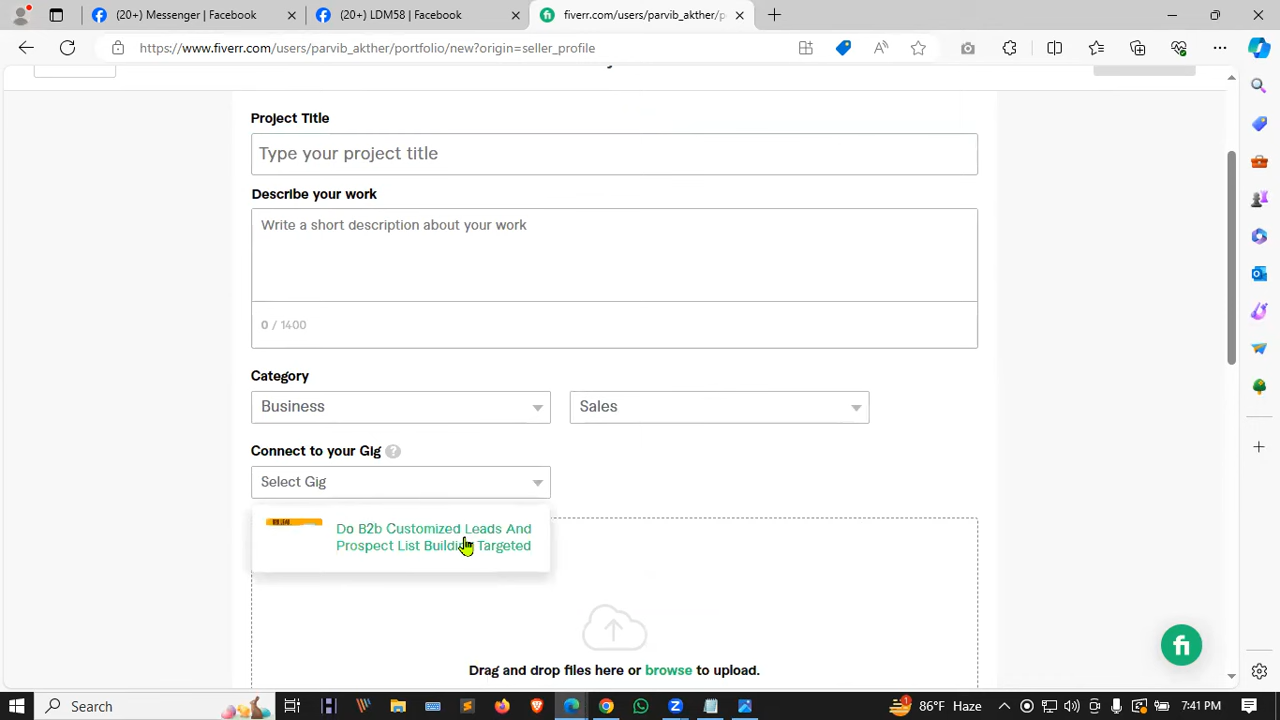 (20+) Messenger | Facebook
(20+) LDM58 | Facebook
fiverr.com/users/parvib_akther/p
https://www.fiverr.com/users/parvib_akther/portfolio/new?origin=seller_profile
Project Title
Type your project title
Describe your work
Write a short description about your work
0 / 1400
Category
Business
Sales
Connect to your Gig
Select Gig
Do B2b Customized Leads And
Prospect List Building Targeted
Drag and drop files here or browse to upload.
Search
86°F Haze
7:41 PM